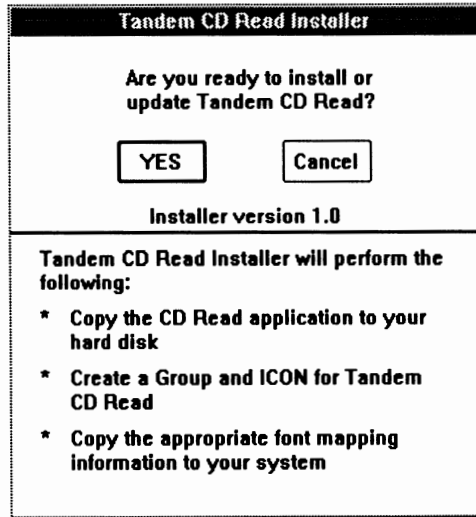 Tandem CD Read Installer
Are you ready to install or
update Tandem CD Read?
YES
Cancel
Installer version 1.0
Tandem CD Read Installer will perform the
following:
* Copy the CD Read application to your
hard disk
* Create a Group and ICON for Tandem
CD Read
* Copy the appropriate font mapping
information to your system